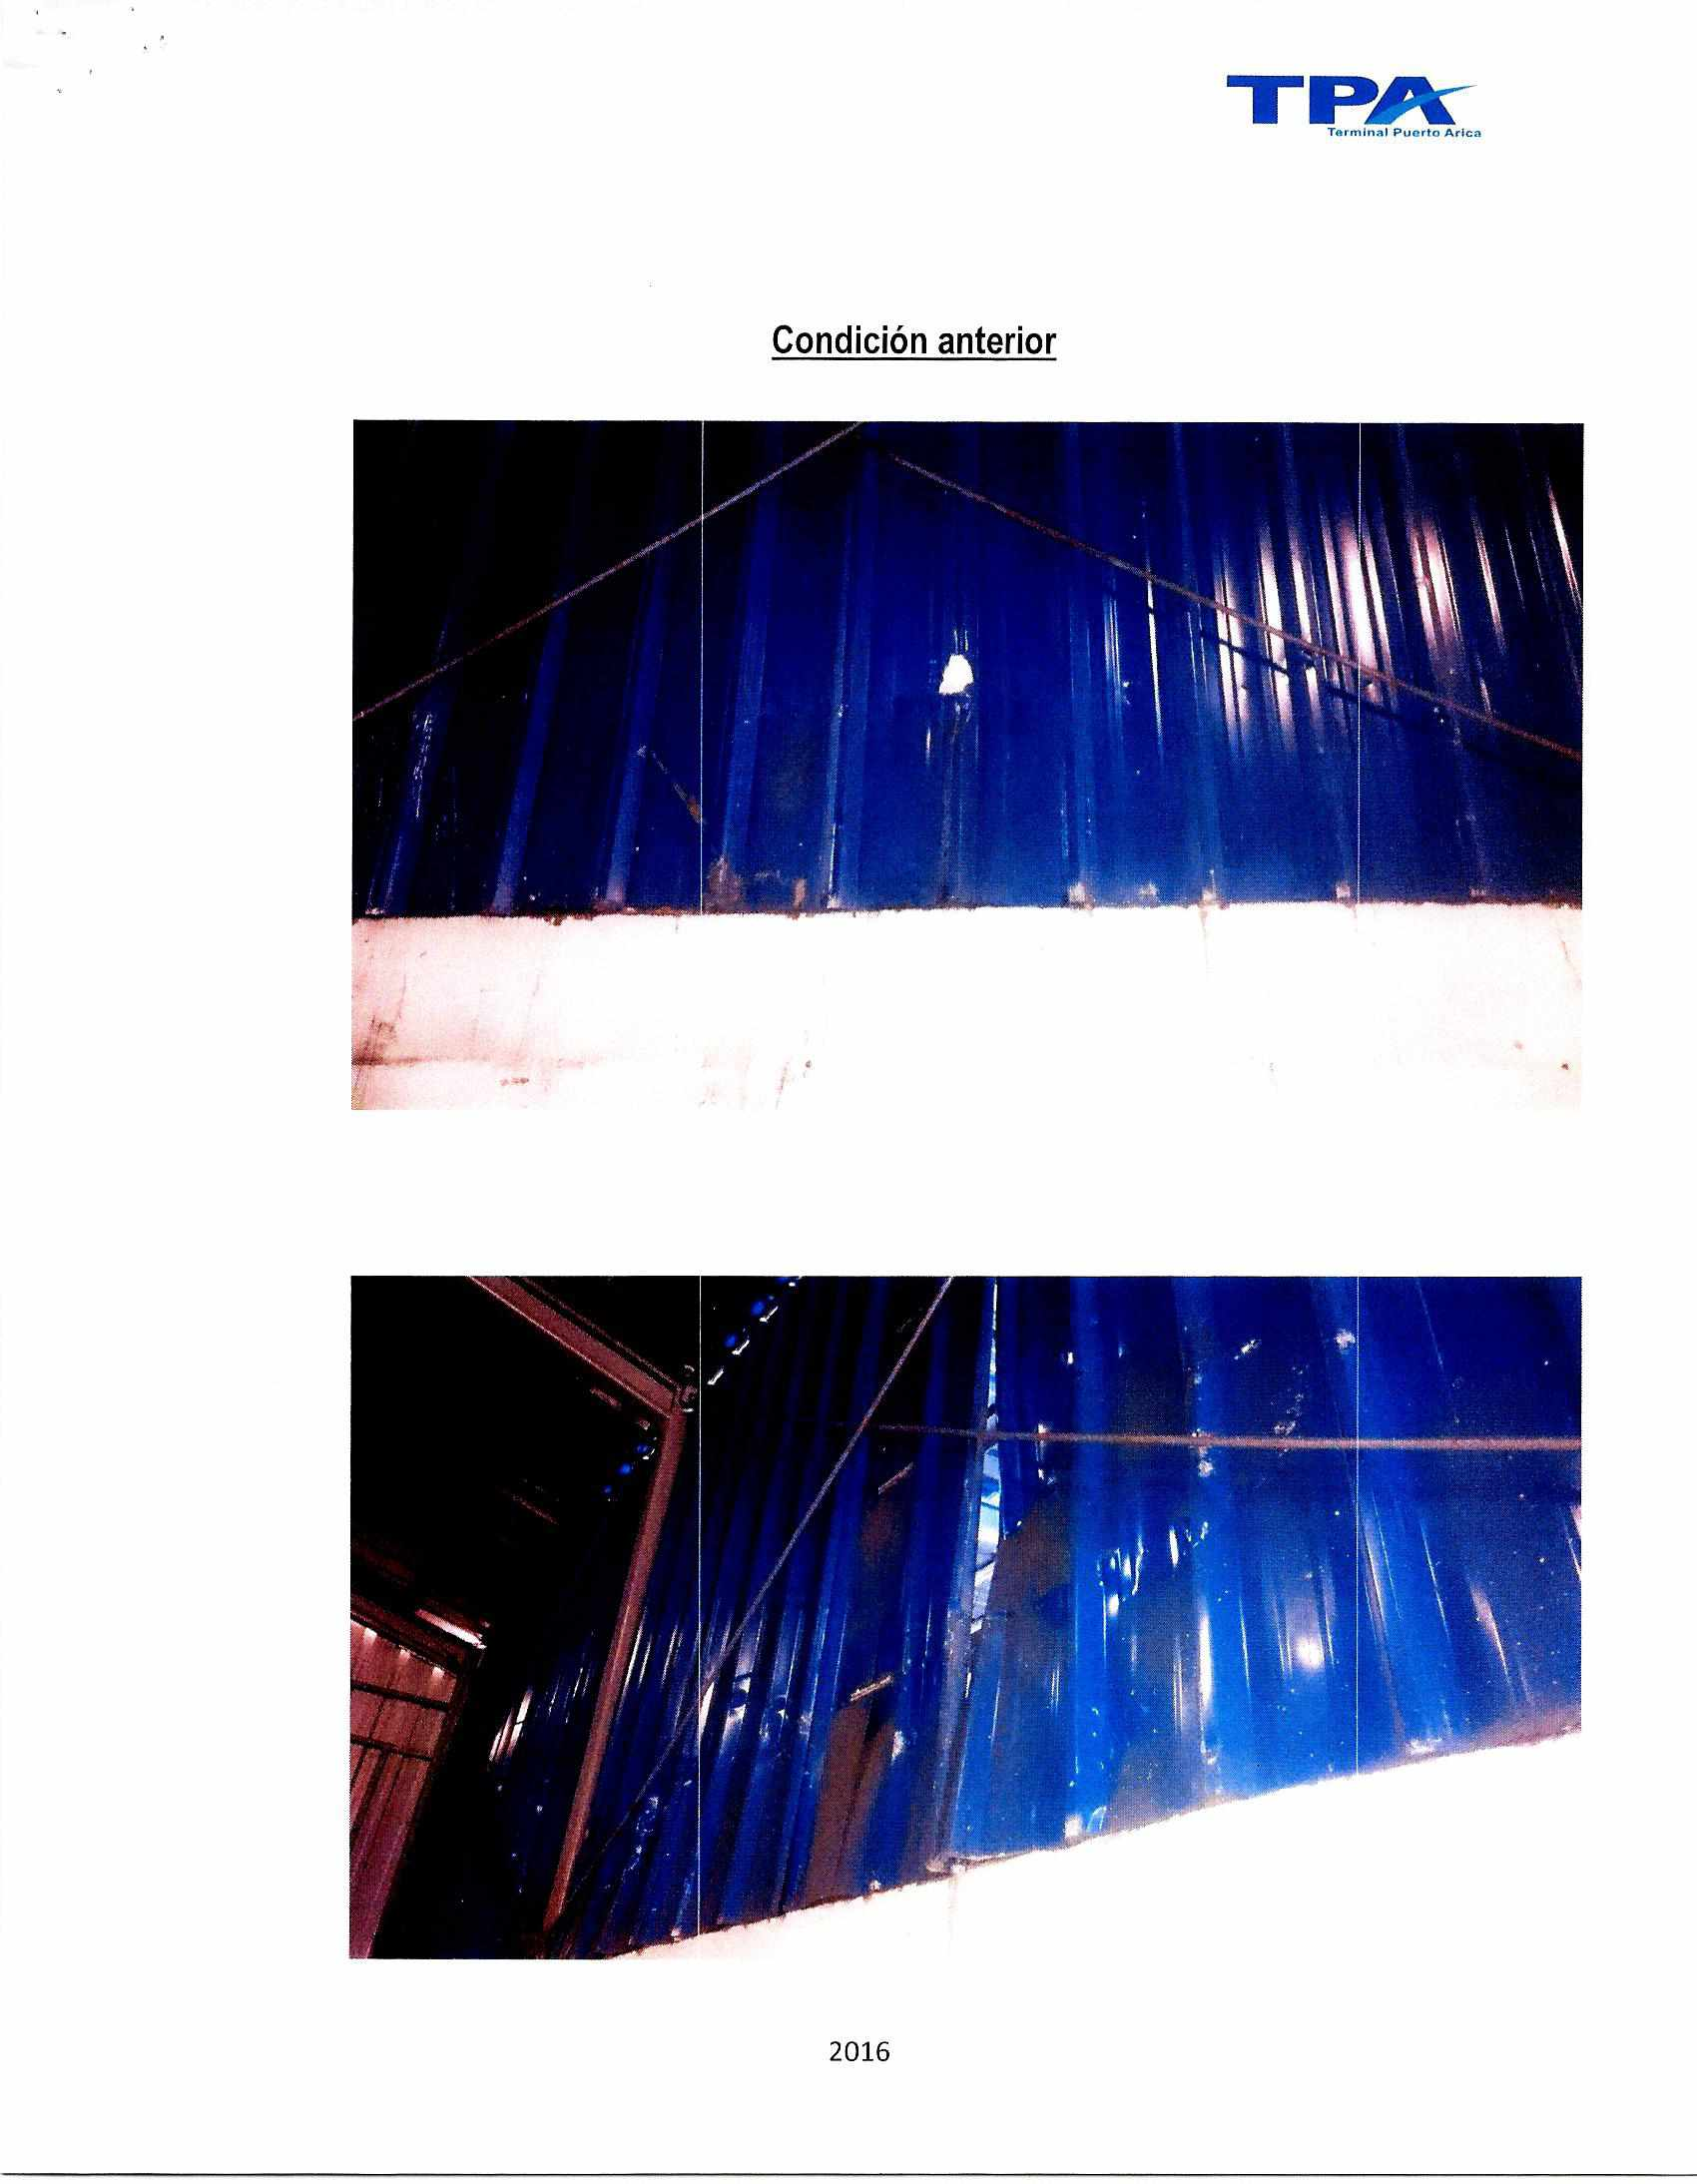 TPA
Terminal Puerto Arica
Condición anterior
2016